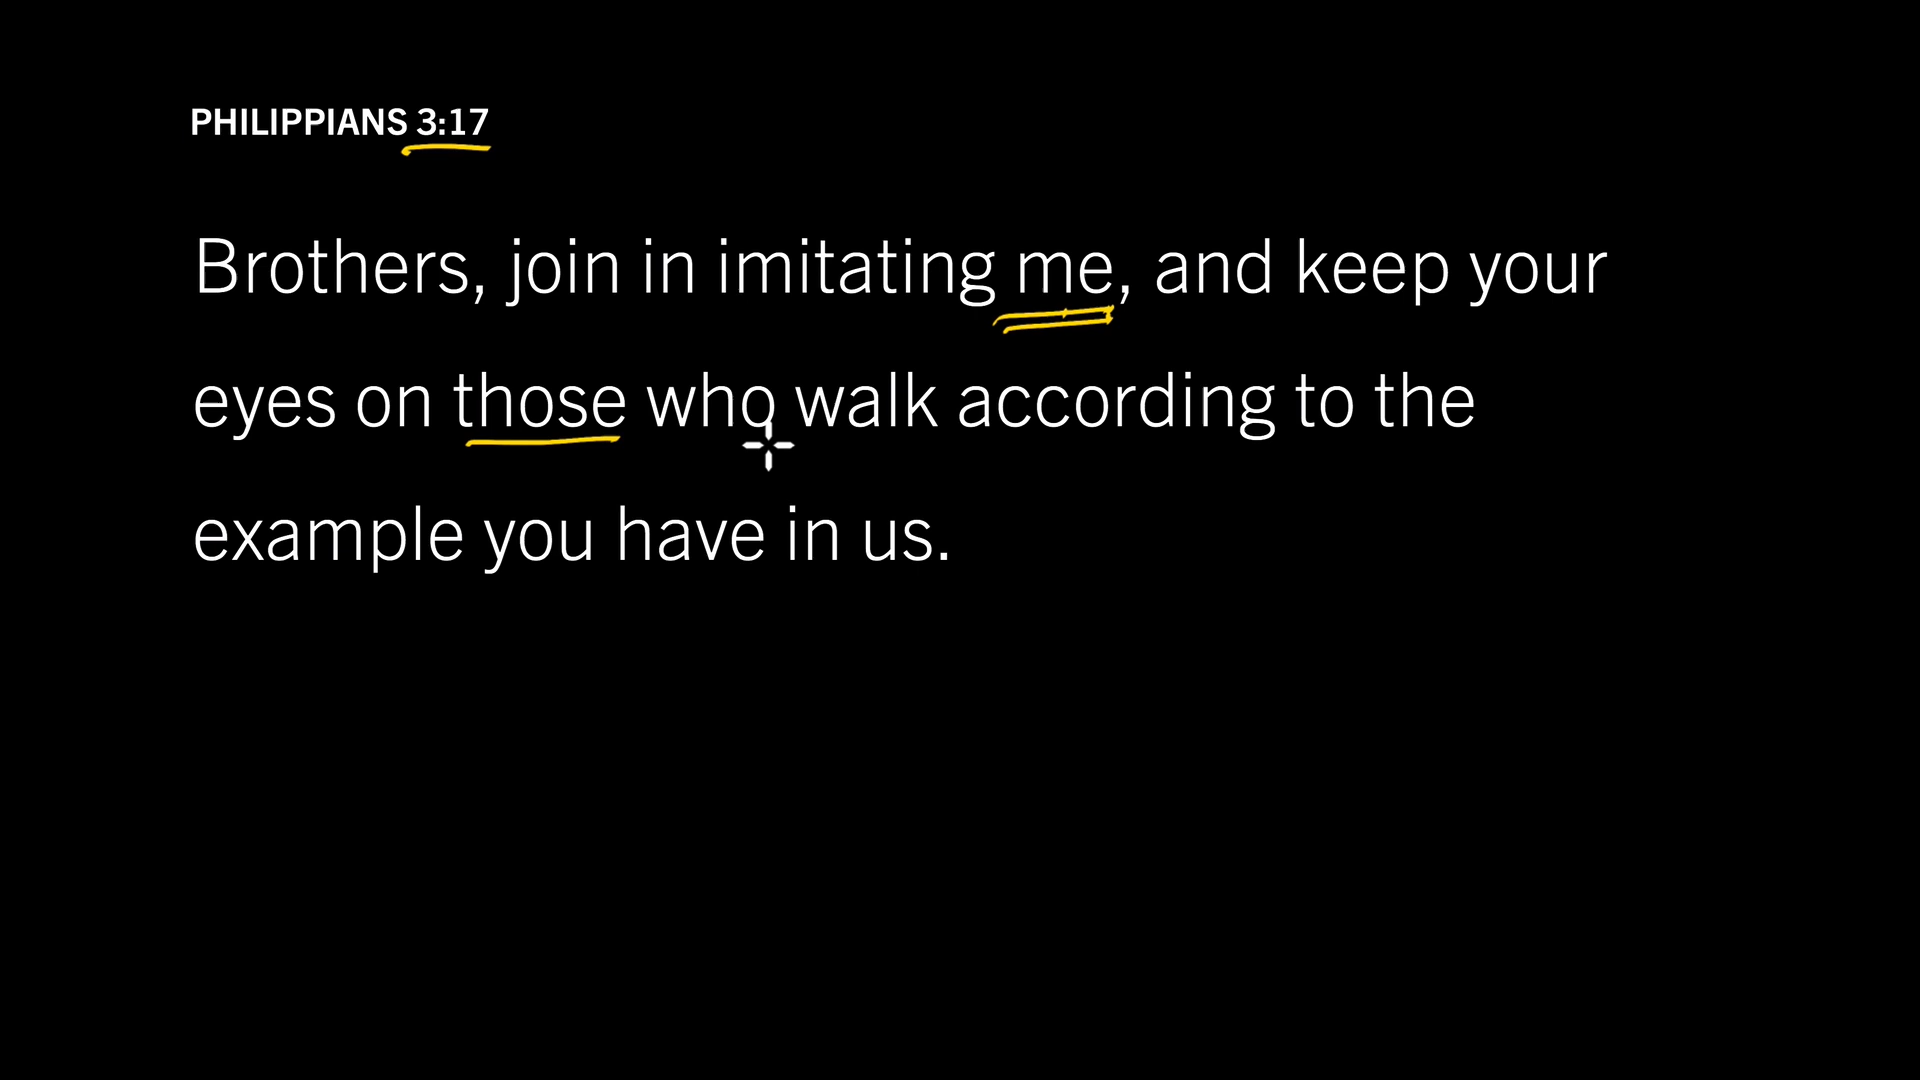 PHILIPPIANS 3:17
Brothers, join in imitating me, and keep your
eyes on those who walk according to the
example you have in us.